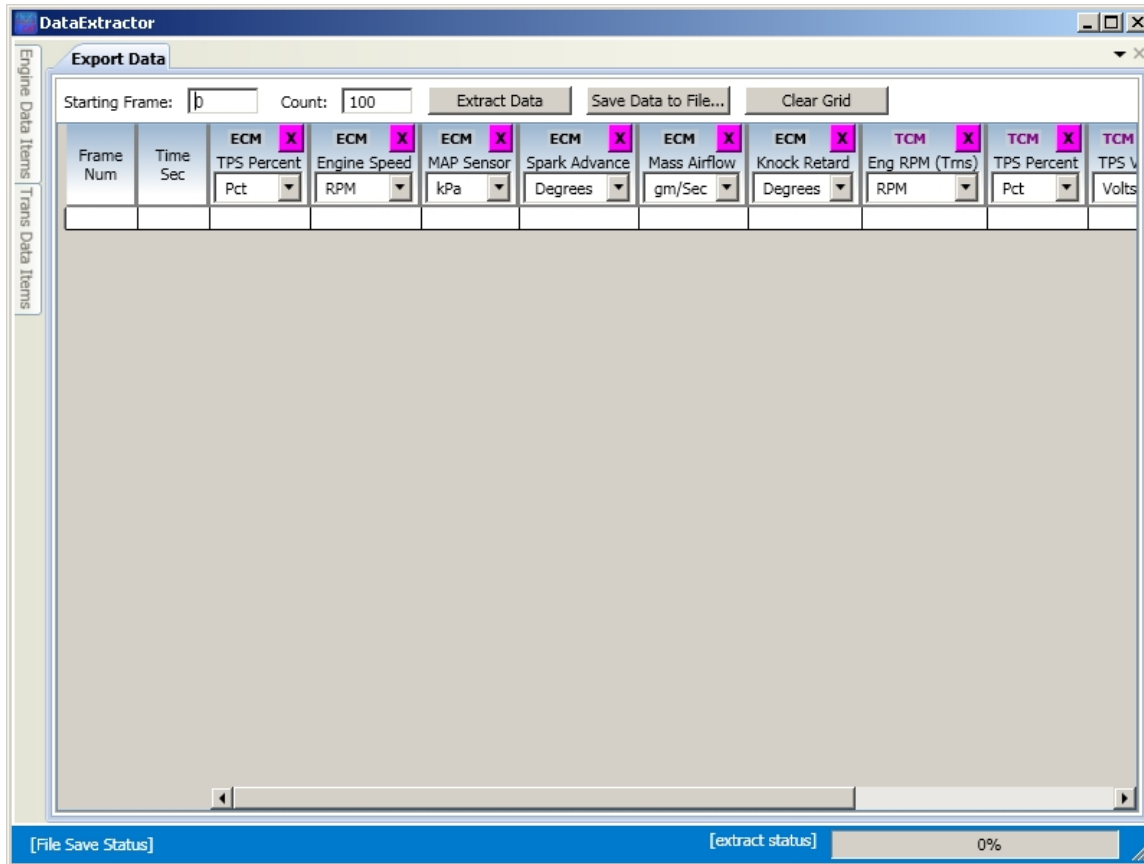 DataExtractor
Engine Data Items
Trans Data Items
Export Data
Starting Frame: 0 Count: 100 Extract Data Save Data to File... Clear Grid
ECM X ECM X ECM X ECM X ECM X ECM X TCM X TCM X TCM
Frame Num Time Sec TPS Percent Engine Speed MAP Sensor Spark Advance Mass Airflow Knock Retard Eng RPM (Trns) TPS Percent TPS V
Pct RPM kPa Degrees gm/Sec Degrees RPM Pct Volts
[File Save Status] [extract status] 0%